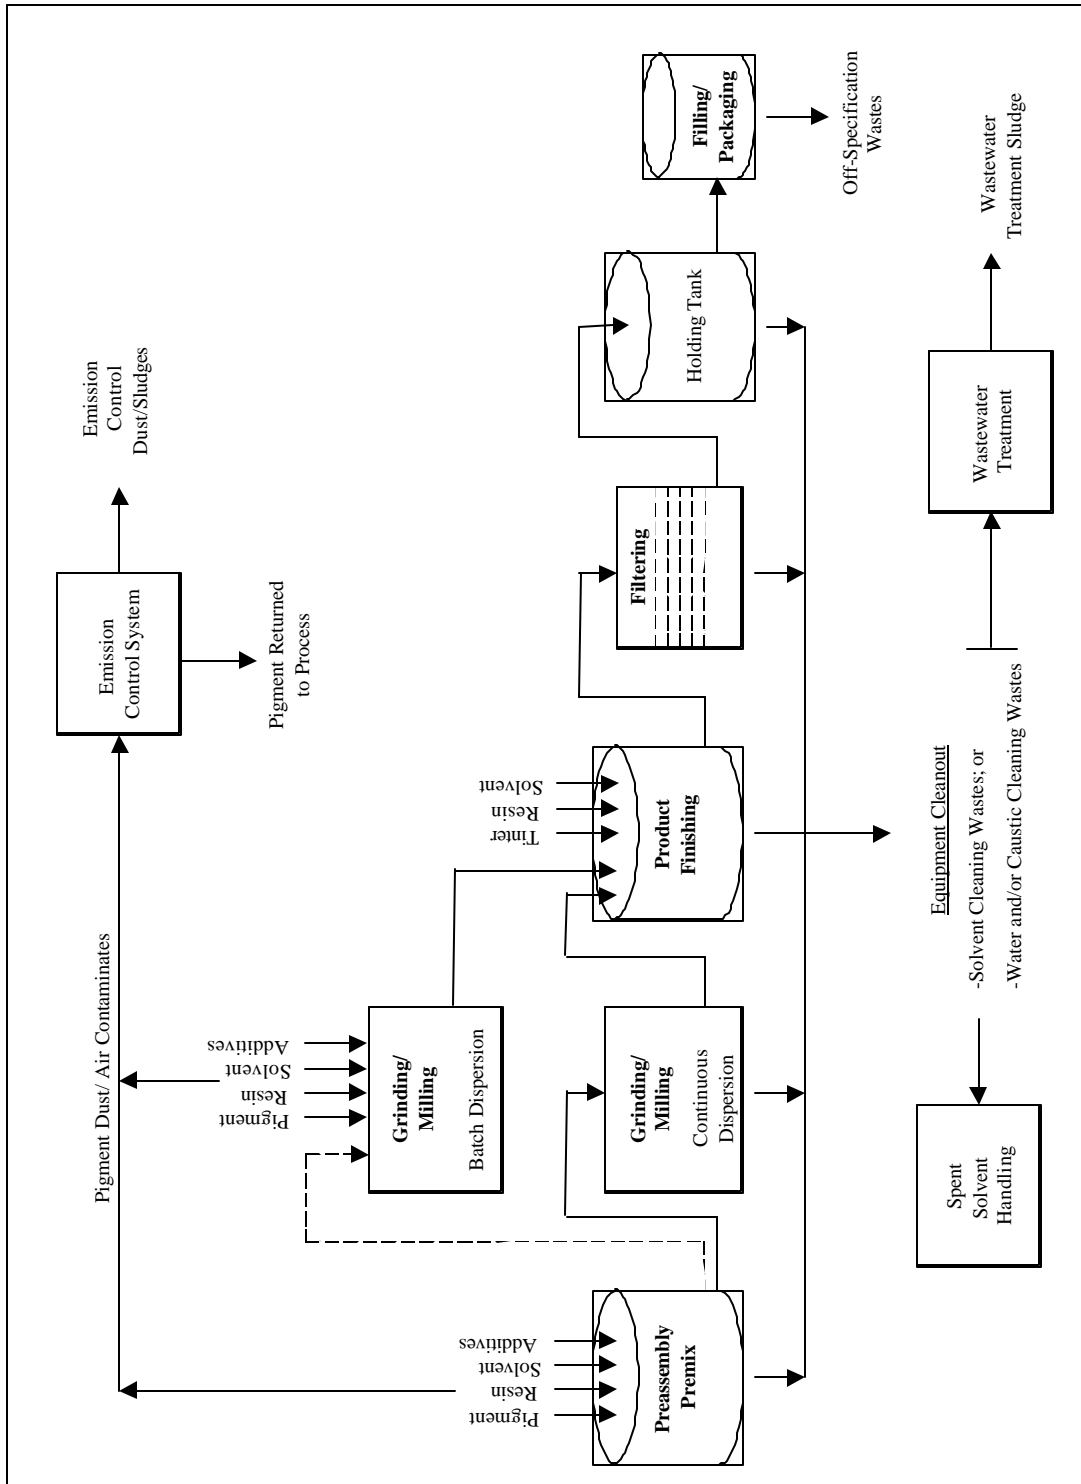 Pigment Dust/ Air Contaminates
Emission
Control System
Emission
Control
Dust/Sludges
Pigment Returned
to Process
Pigment
Resin
Solvent
Additives
Preassembly
Premix
Pigment
Resin
Solvent
Additives
Grinding/
Milling
Batch Dispersion
Grinding/
Milling
Continuous
Dispersion
Tinter
Resin
Solvent
Product
Finishing
Filtering
Holding Tank
Filling/
Packaging
Off-Specification
Wastes
Equipment Cleanout
-Solvent Cleaning Wastes; or
-Water and/or Caustic Cleaning Wastes
Spent
Solvent
Handling
Wastewater
Treatment
Wastewater
Treatment Sludge